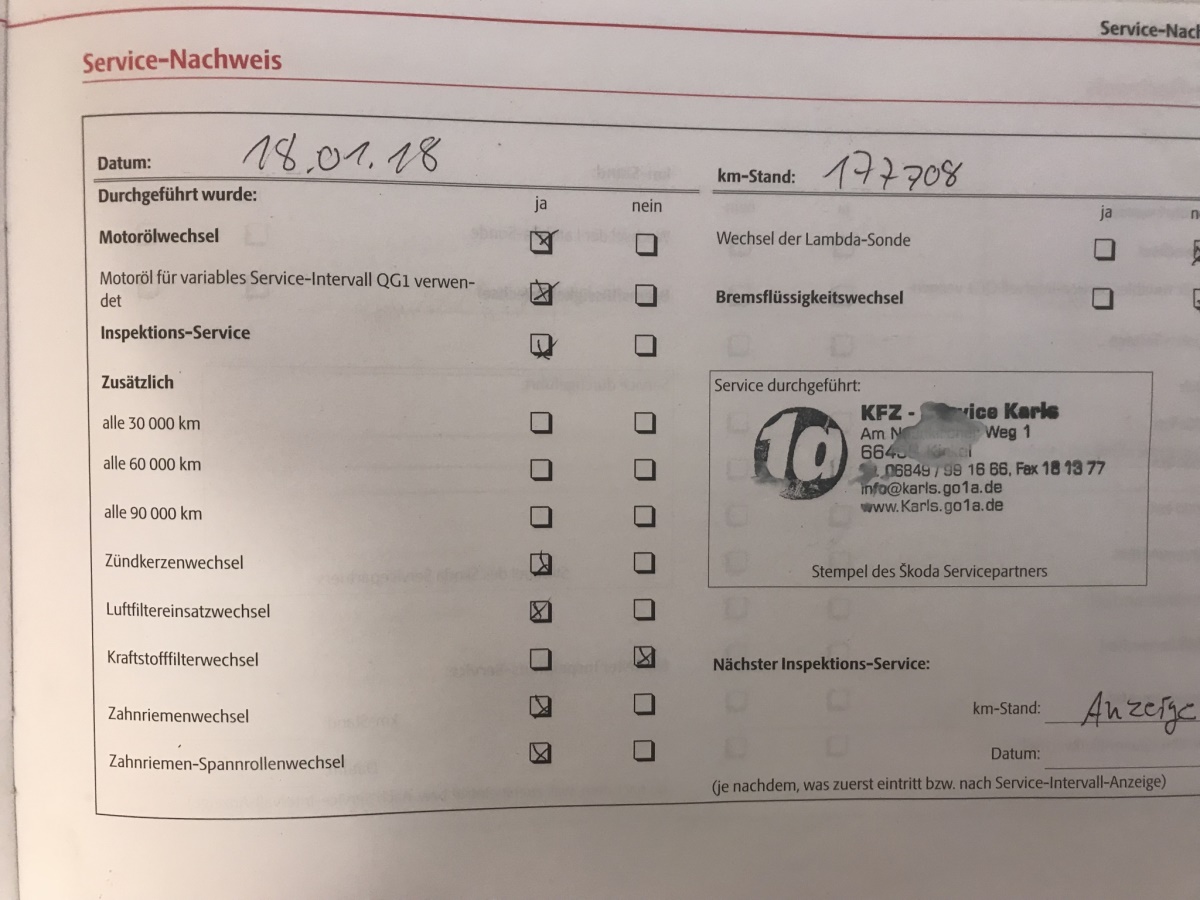 Service-Nach
Service-Nachweis
Datum: 18.01.18
km-Stand: 177708
Durchgeführt wurde:
ja nein
ja n
Motorölwechsel
Wechsel der Lambda-Sonde
Motoröl für variables Service-Intervall QG1 verwen-
det
Bremsflüssigkeitswechsel
Inspektions-Service
Zusätzlich
alle 30 000 km
alle 60 000 km
alle 90 000 km
Zündkerzenwechsel
Luftfiltereinsatzwechsel
Kraftstofffilterwechsel
Zahnriemenwechsel
Zahnriemen-Spannrollenwechsel
Service durchgeführt:
1a
KFZ - Karls
Am Weg 1
06849 / 99 16 66, Fax 18 13 77
info@karls.go1a.de
www.Karls.go1a.de
Stempel des Škoda Servicepartners
Nächster Inspektions-Service:
km-Stand: Anzeige
Datum:
(je nachdem, was zuerst eintritt bzw. nach Service-Intervall-Anzeige)